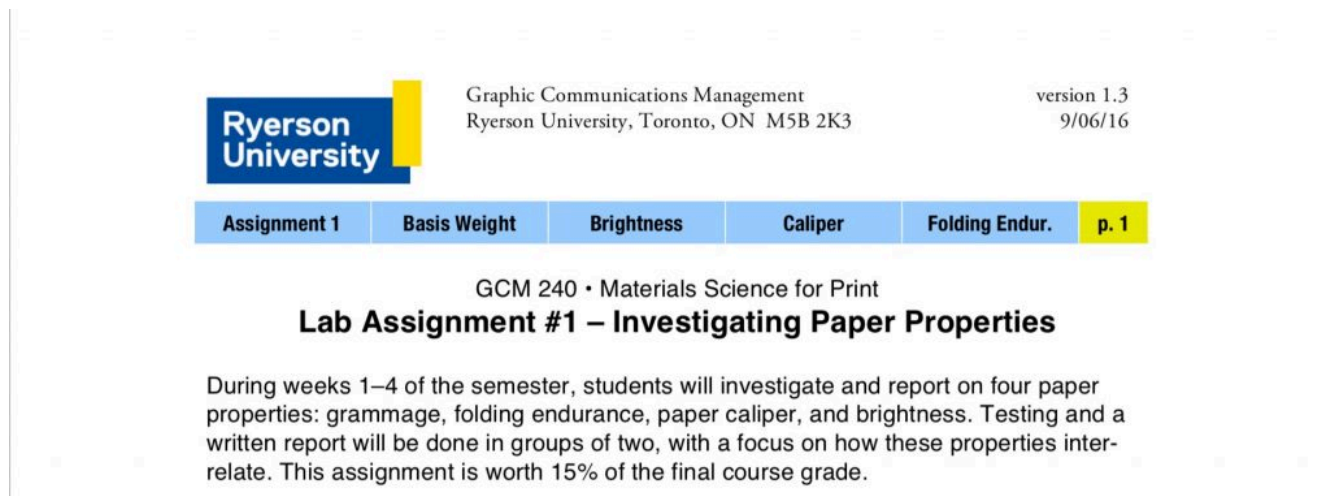 Ryerson
University
Graphic Communications Management
Ryerson University, Toronto, ON M5B 2K3
version 1.3
9/06/16
Assignment 1 Basis Weight Brightness Caliper Folding Endur. p. 1
GCM 240 • Materials Science for Print
Lab Assignment #1 – Investigating Paper Properties
During weeks 1–4 of the semester, students will investigate and report on four paper
properties: grammage, folding endurance, paper caliper, and brightness. Testing and a
written report will be done in groups of two, with a focus on how these properties inter-
relate. This assignment is worth 15% of the final course grade.